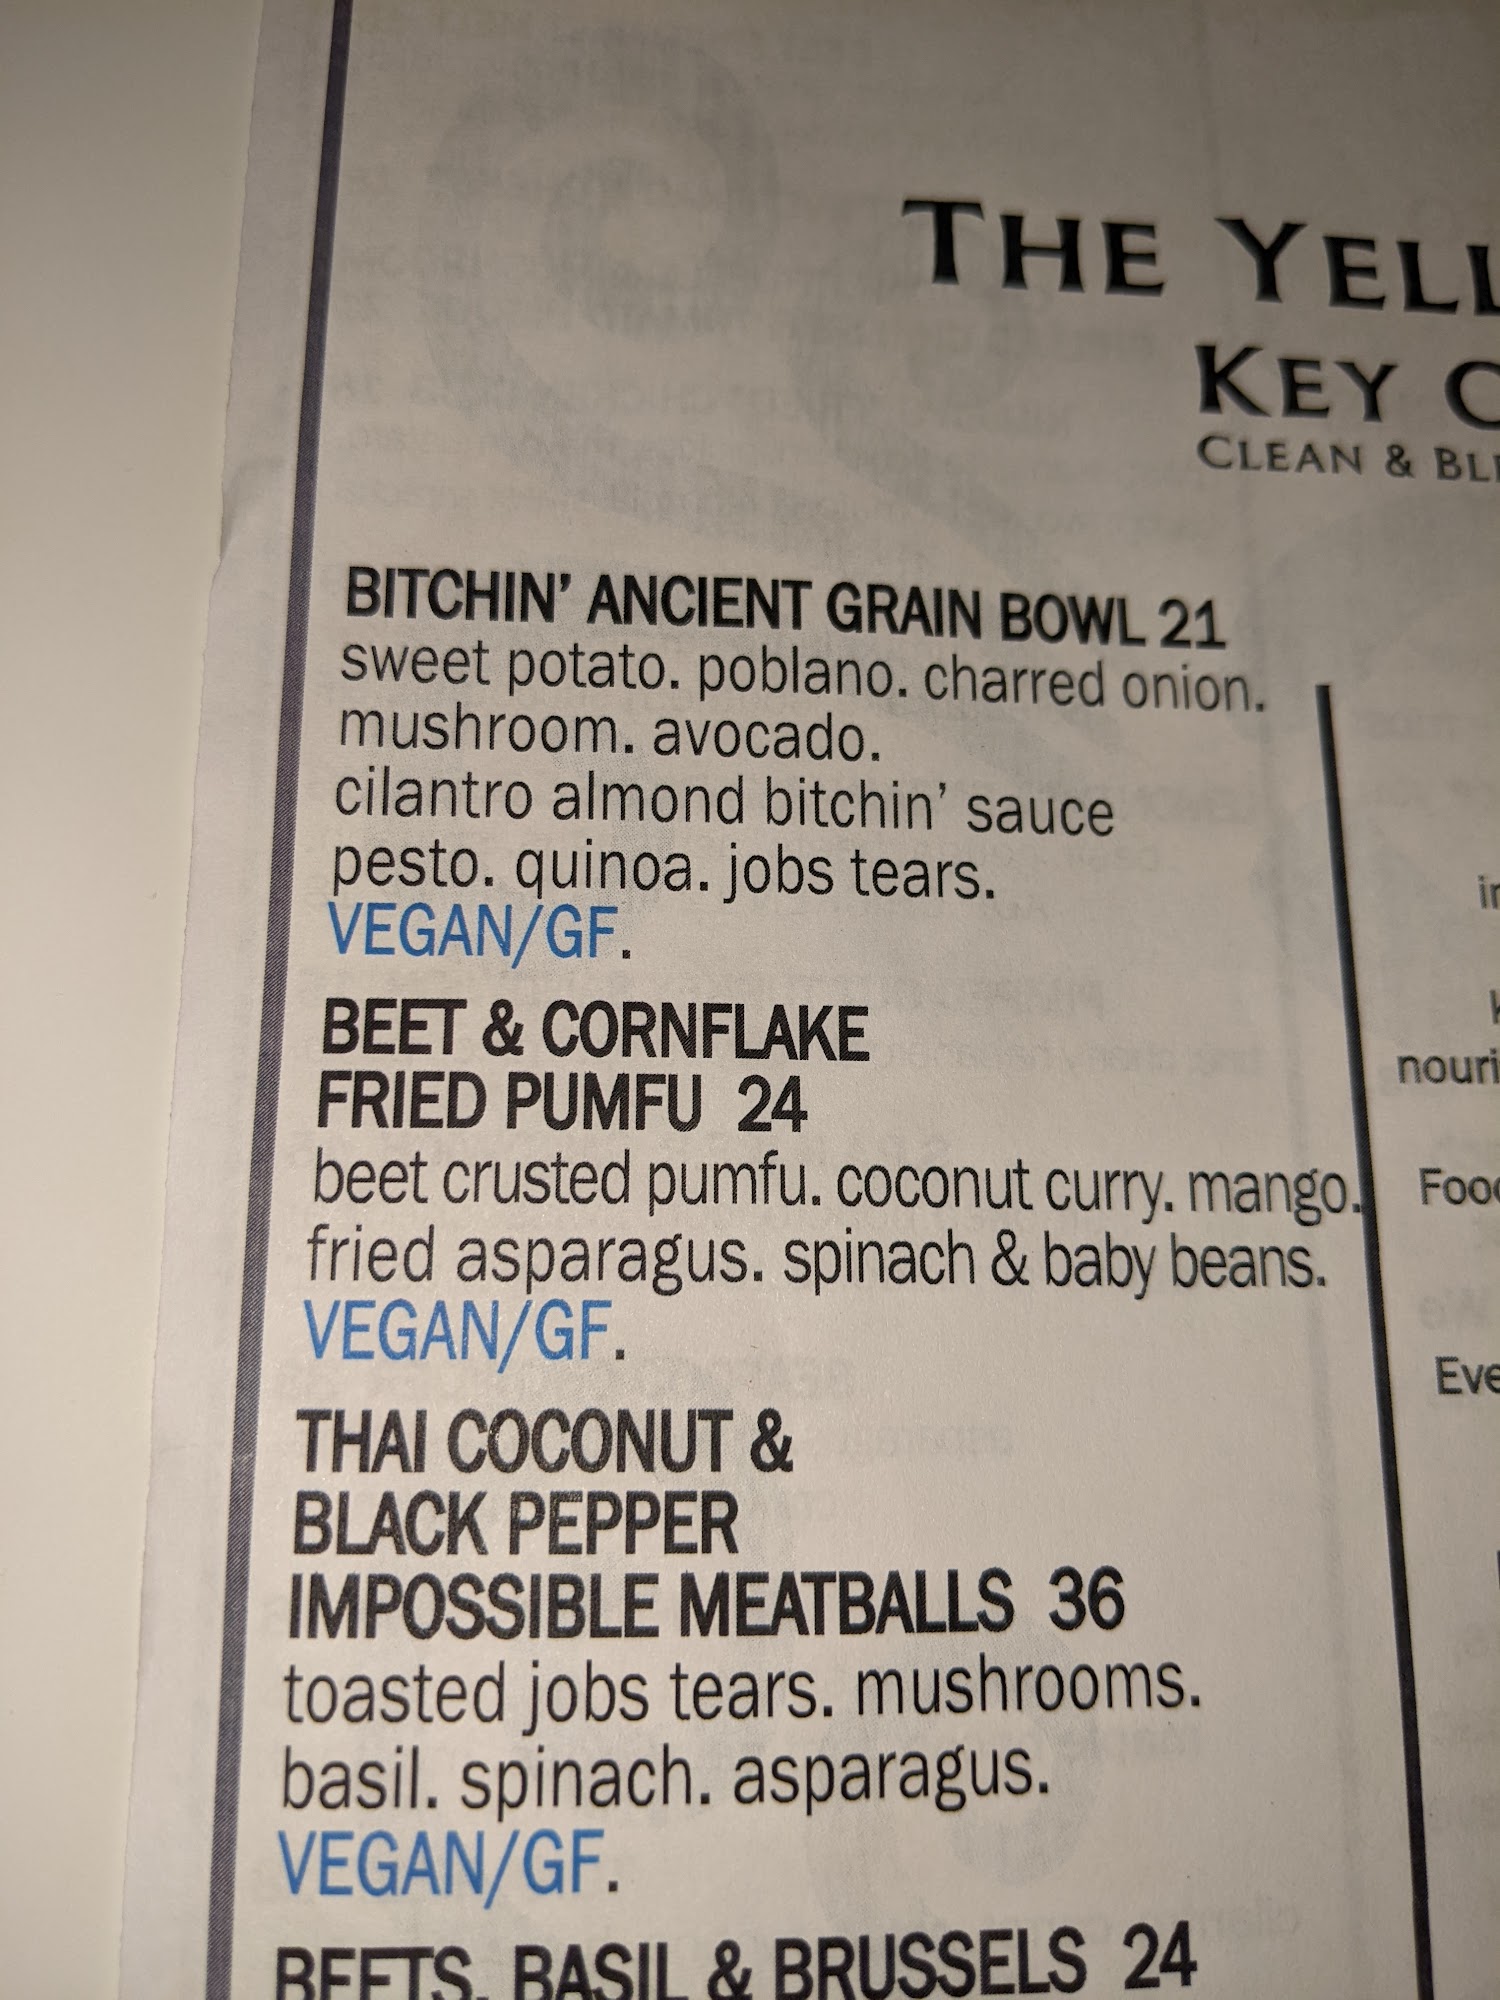 THE YELL
KEY
CLEAN & BL
BITCHIN' ANCIENT GRAIN BOWL 21
sweet potato. poblano. charred onion.
mushroom. avocado.
cilantro almond bitchin' sauce
pesto. quinoa. jobs tears.
VEGAN/GF.
BEET & CORNFLAKE
FRIED PUMFU 24
beet crusted pumfu. coconut curry. mango.
fried asparagus. spinach & baby beans.
VEGAN/GF.
THAI COCONUT &
BLACK PEPPER
IMPOSSIBLE MEATBALLS 36
toasted jobs tears. mushrooms.
basil. spinach. asparagus.
VEGAN/GF.
BEETS, BASIL & BRUSSELS 24
nouri
Foo
Eve